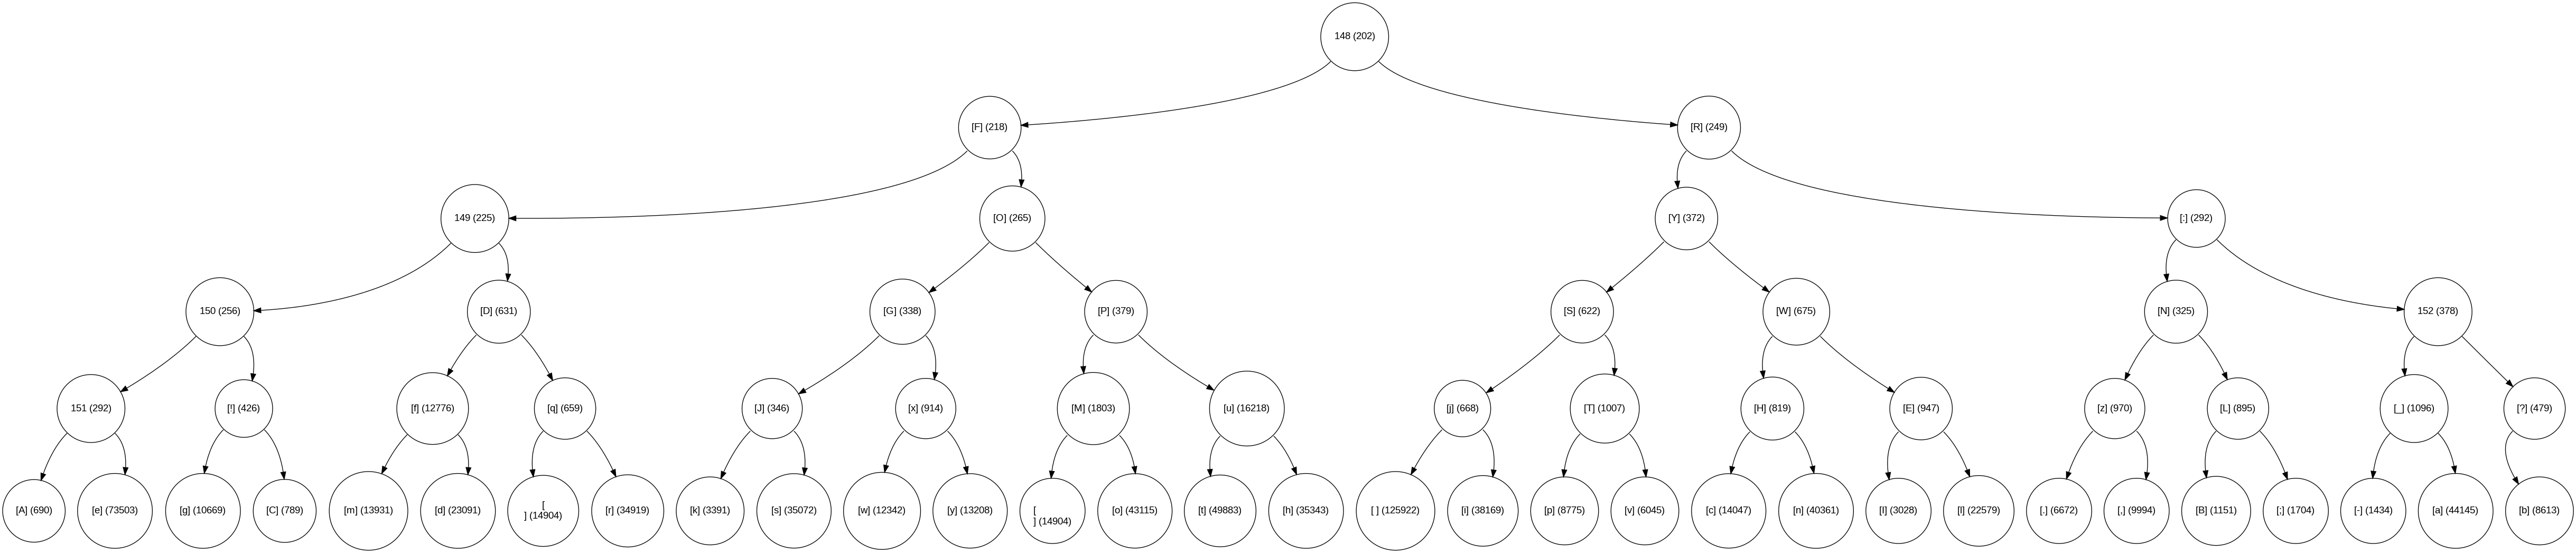 148 (202)
[F] (218)
[R] (249)
149 (225)
[O] (265)
[Y] (372)
[:] (292)
150 (256)
[D] (631)
[G] (338)
[P] (379)
[S] (622)
[W] (675)
[N] (325)
152 (378)
151 (292)
[!] (426)
[f] (12776)
[q] (659)
[J] (346)
[x] (914)
[M] (1803)
[u] (16218)
[j] (668)
[T] (1007)
[H] (819)
[E] (947)
[z] (970)
[L] (895)
[_] (1096)
[?] (479)
[A] (690)
[e] (73503)
[g] (10669)
[C] (789)
[m] (13931)
[d] (23091)
[
] (14904)
[r] (34919)
[k] (3391)
[s] (35072)
[w] (12342)
[y] (13208)
[
] (14904)
[o] (43115)
[t] (49883)
[h] (35343)
[ ] (125922)
[i] (38169)
[p] (8775)
[v] (6045)
[c] (14047)
[n] (40361)
[I] (3028)
[l] (22579)
[.] (6672)
[,] (9994)
[B] (1151)
[;] (1704)
[-] (1434)
[a] (44145)
[b] (8613)